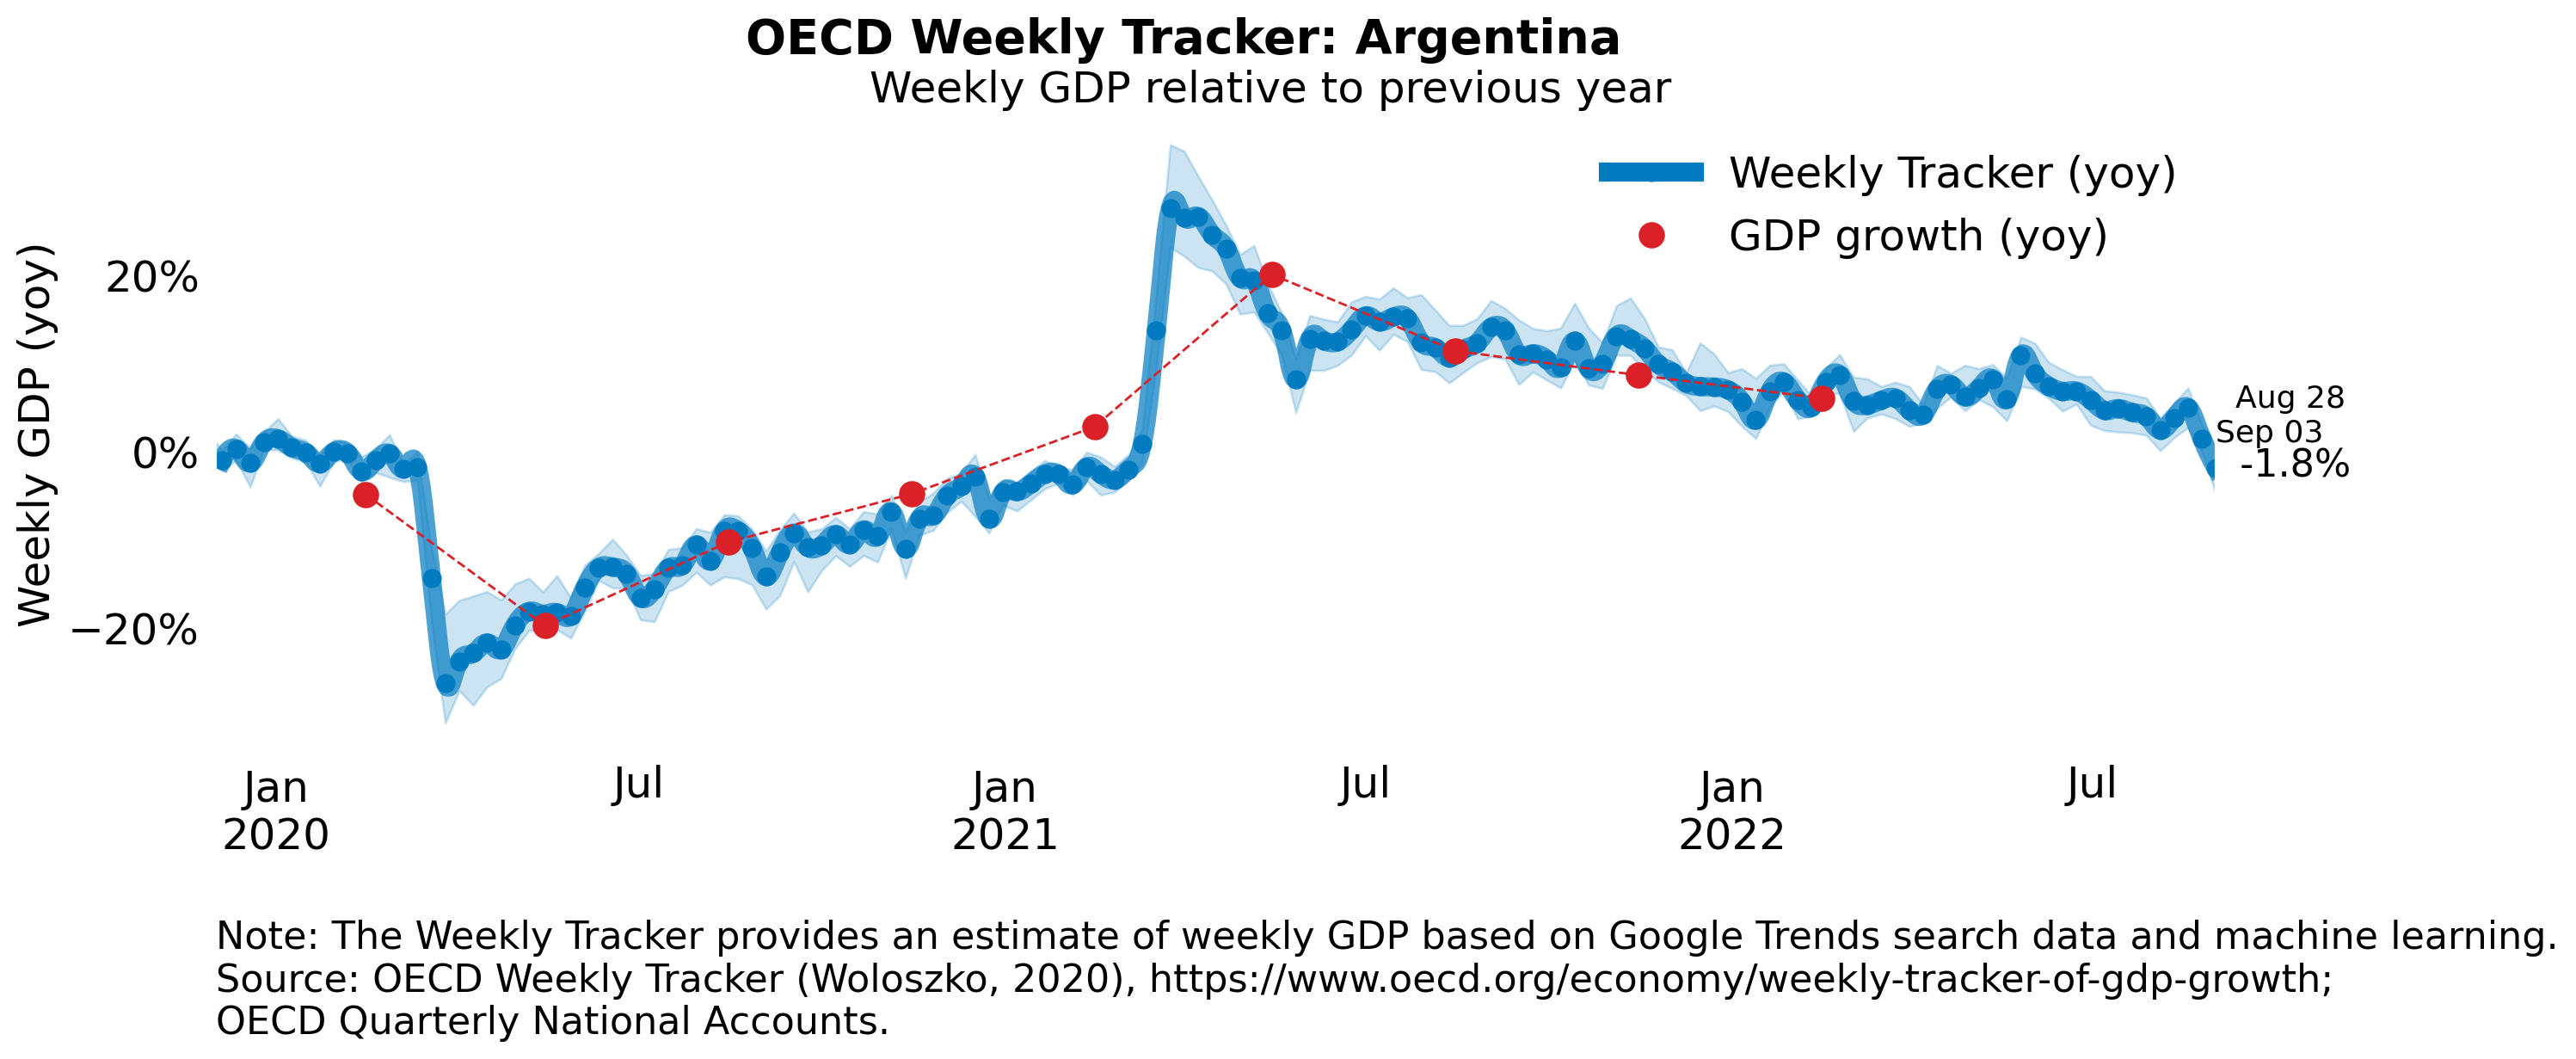 OECD Weekly Tracker: Argentina
Weekly GDP relative to previous year
Weekly Tracker (yoy)
GDP growth (yoy)
Weekly GDP (yoy)
20%
0%
−20%
Aug 28
Sep 03
-1.8%
Jan
2020
Jul
Jan
2021
Jul
Jan
2022
Jul
Note: The Weekly Tracker provides an estimate of weekly GDP based on Google Trends search data and machine learning.
Source: OECD Weekly Tracker (Woloszko, 2020), https://www.oecd.org/economy/weekly-tracker-of-gdp-growth;
OECD Quarterly National Accounts.